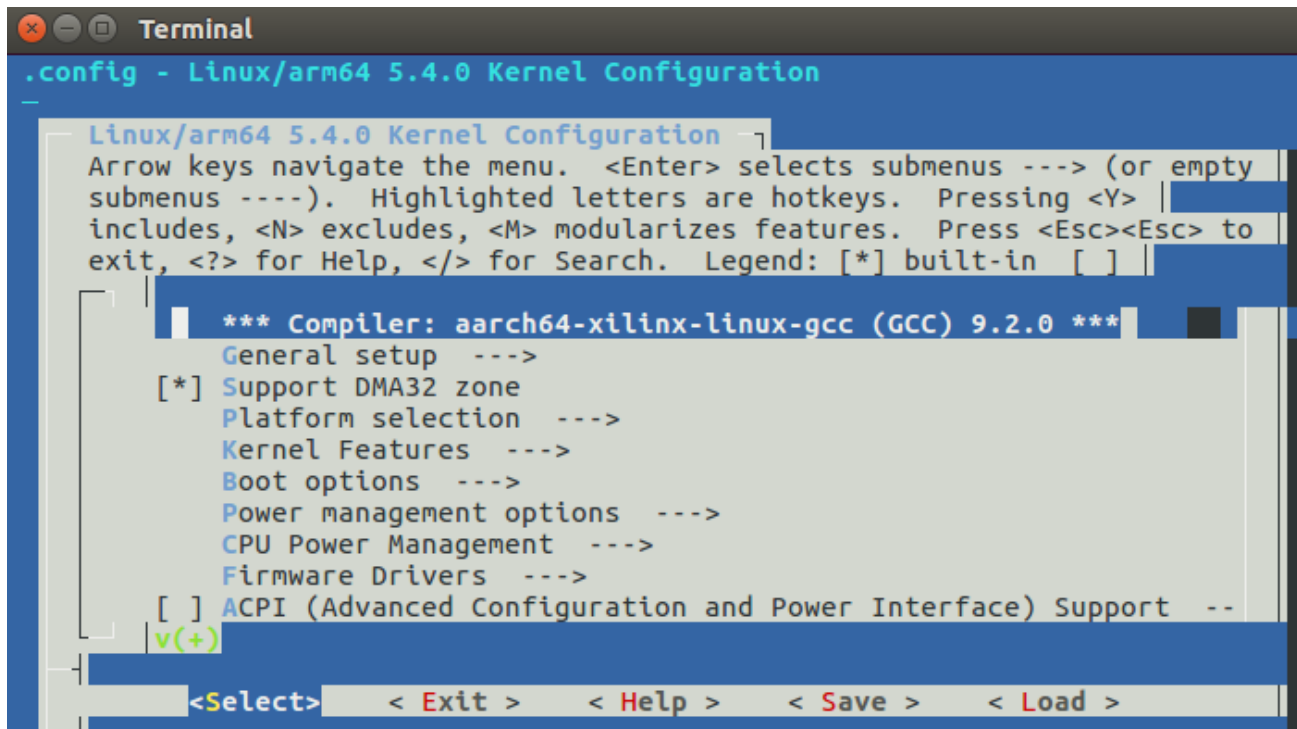 Terminal
.config - Linux/arm64 5.4.0 Kernel Configuration
Linux/arm64 5.4.0 Kernel Configuration
Arrow keys navigate the menu.  <Enter> selects submenus ---> (or empty
submenus ----).  Highlighted letters are hotkeys.  Pressing <Y>
includes, <N> excludes, <M> modularizes features.  Press <Esc><Esc> to
exit, <?> for Help, </> for Search.  Legend: [*] built-in  [ ]
*** Compiler: aarch64-xilinx-linux-gcc (GCC) 9.2.0 ***
General setup  --->
[*] Support DMA32 zone
Platform selection  --->
Kernel Features  --->
Boot options  --->
Power management options  --->
CPU Power Management  --->
Firmware Drivers  --->
[ ] ACPI (Advanced Configuration and Power Interface) Support  --
v(+)
<Select>    < Exit >    < Help >    < Save >    < Load >